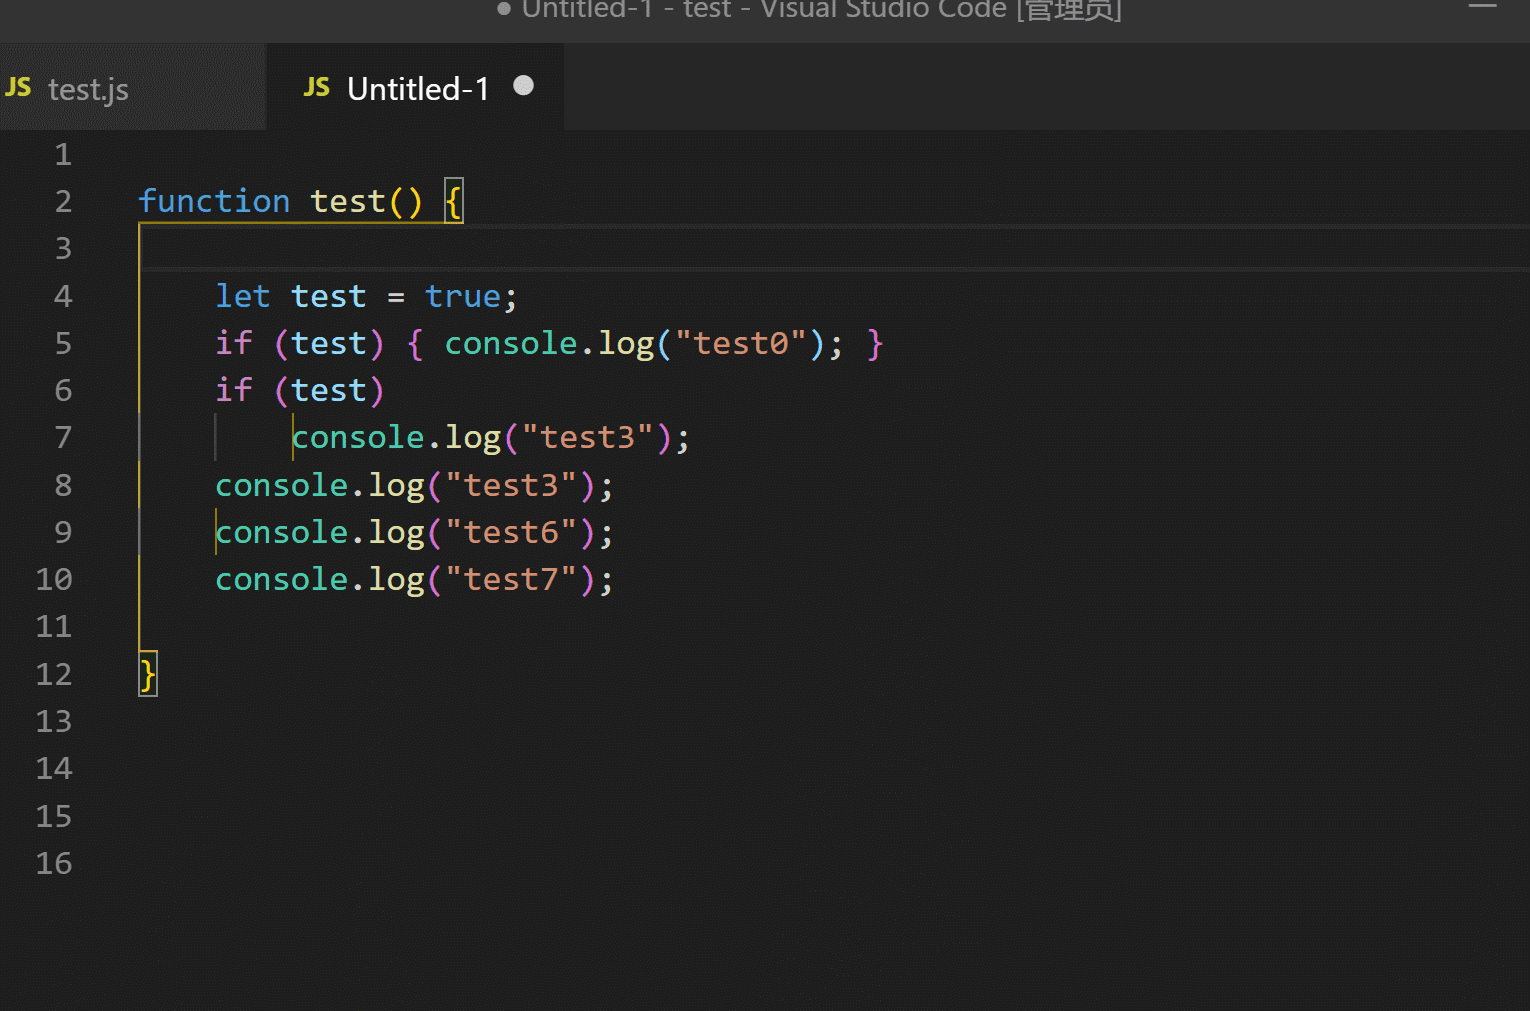 Untitled-1 - test - Visual Studio Code [管理员]
JS test.js JS Untitled-1
1
2 function test() {
3
4 let test = true;
5 if (test) { console.log("test0"); }
6 if (test)
7 console.log("test3");
8 console.log("test3");
9 console.log("test6");
10 console.log("test7");
11
12 }
13
14
15
16